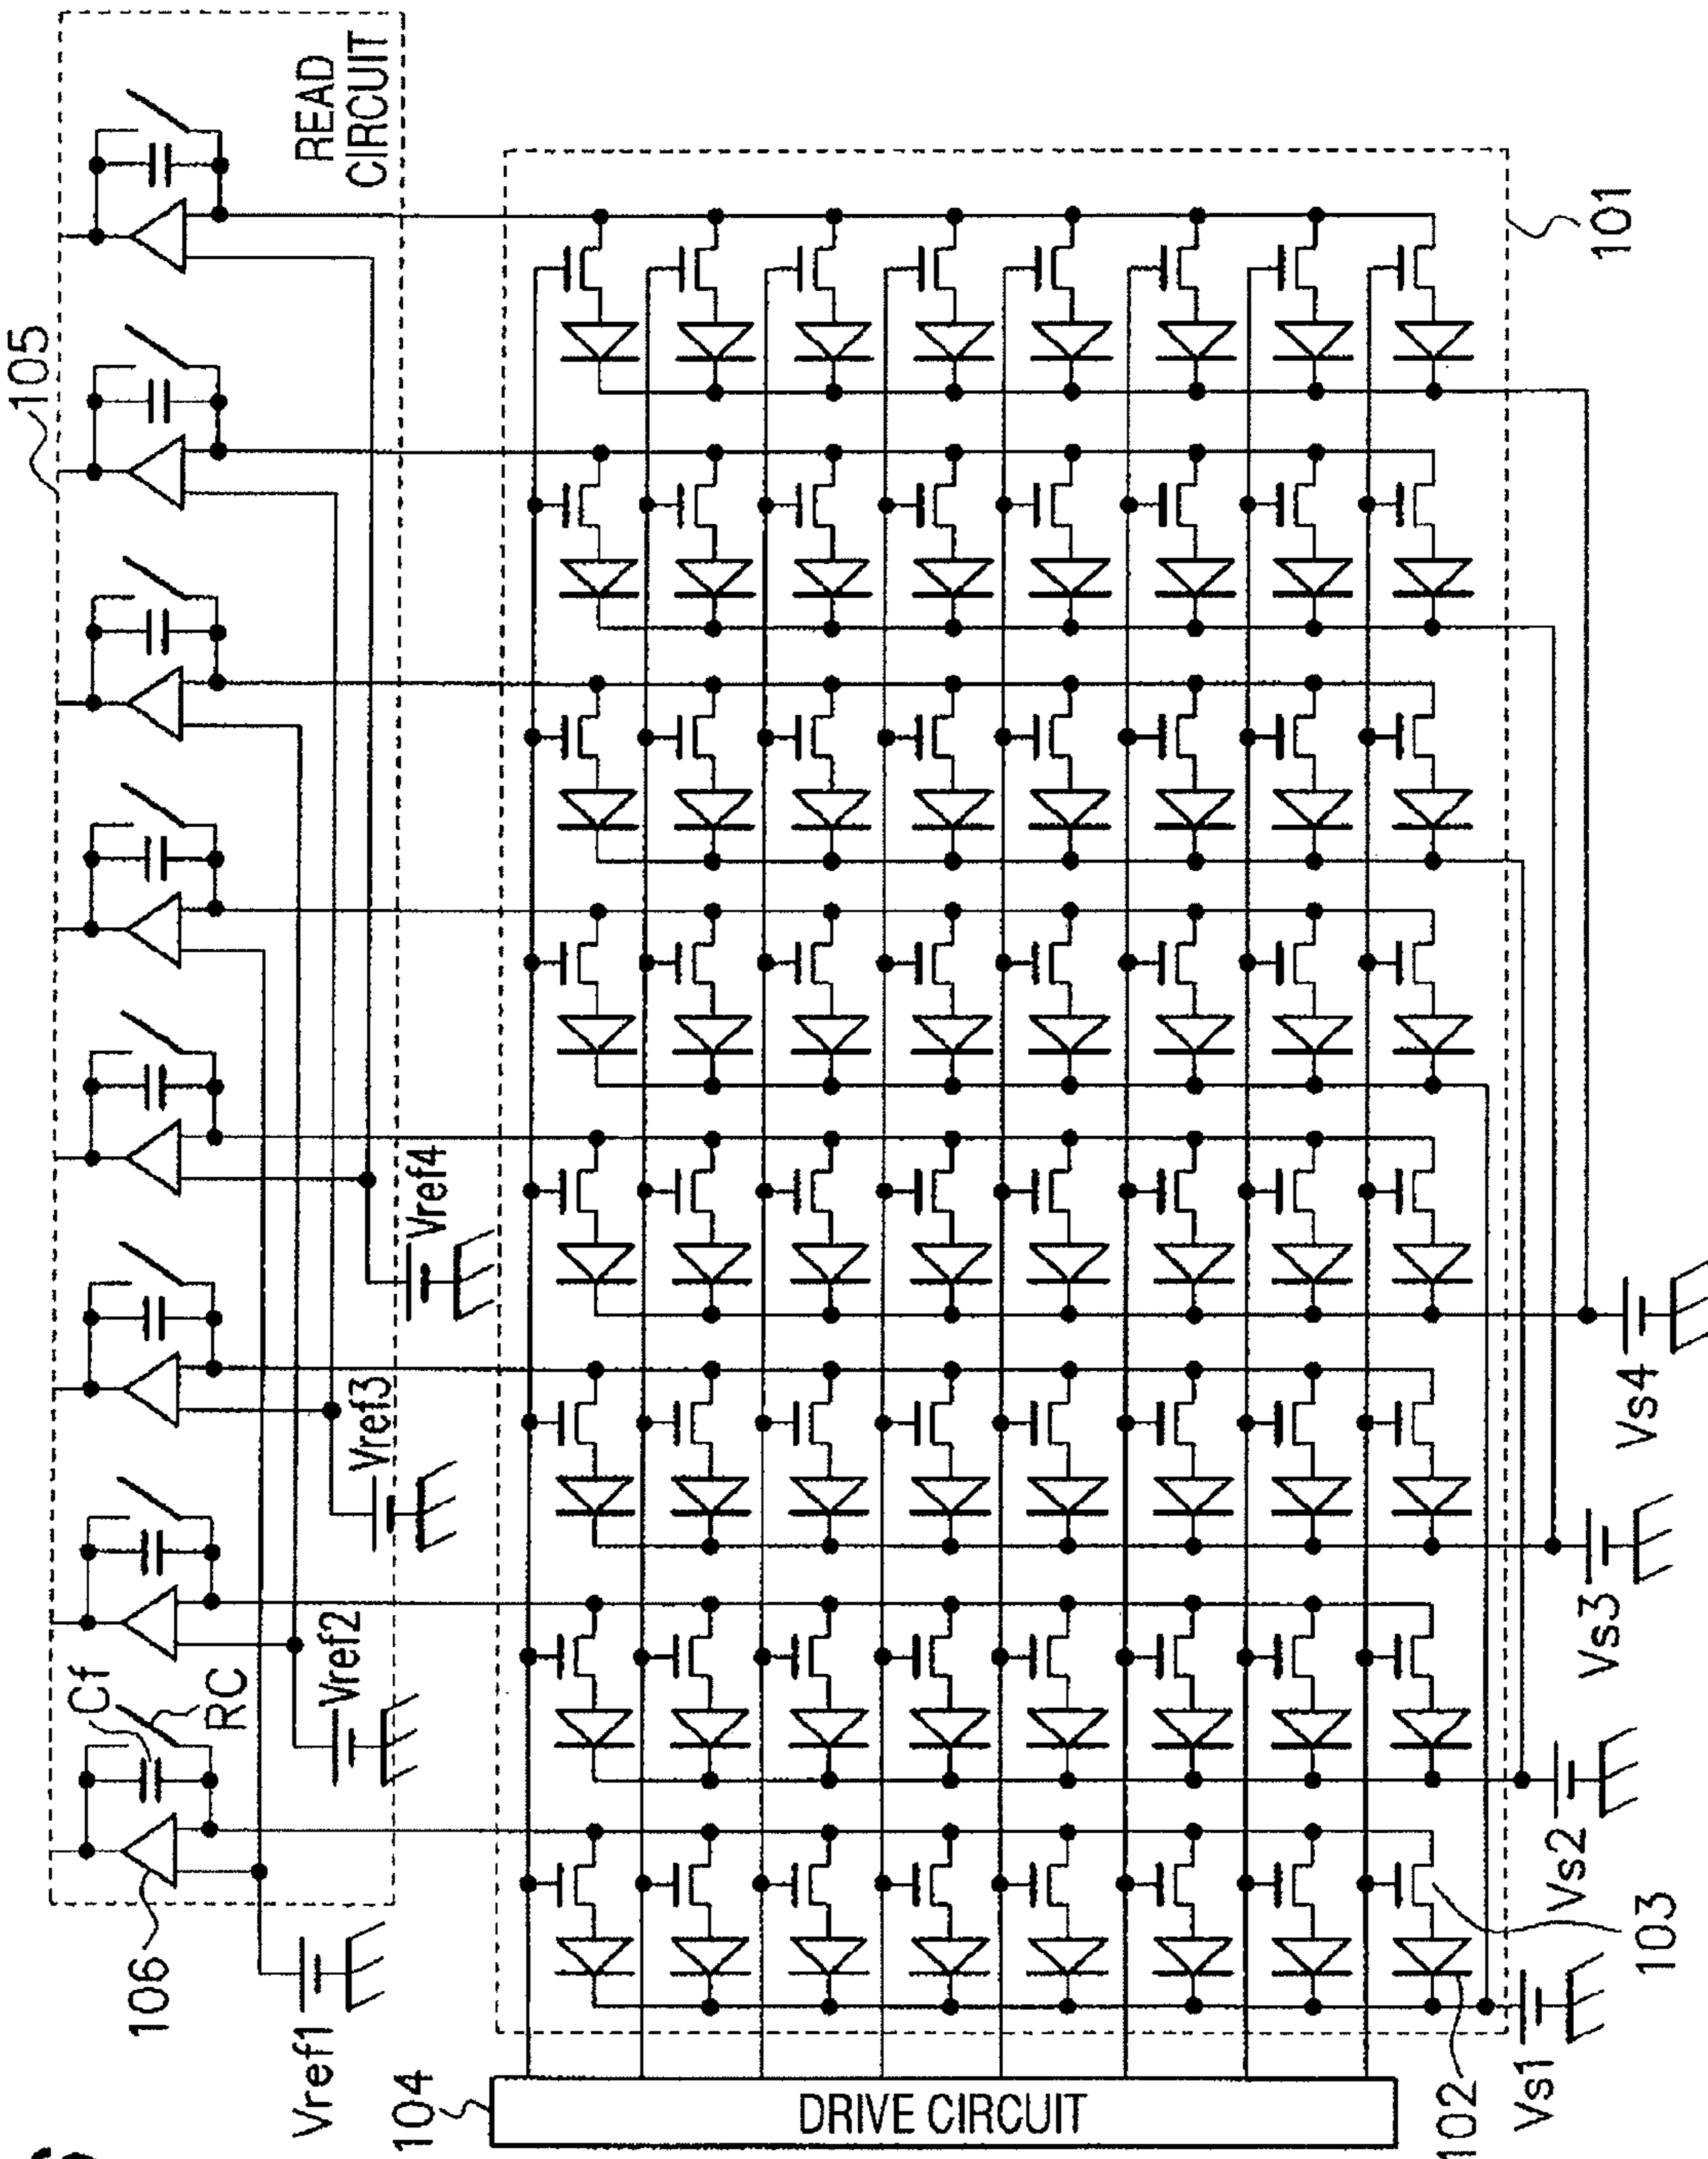 105
READ
CIRCUIT
Cf
RC
106
Vref1
Vref2
Vref3
Vref4
101
104
DRIVE CIRCUIT
102
103
Vs1
Vs2
Vs3
Vs4